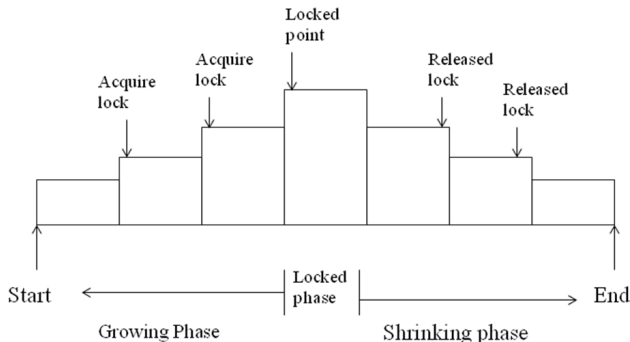 Locked
point
Acquire
lock
Acquire
lock
Released
lock
Released
lock
Start
Locked
phase
End
Growing Phase
Shrinking phase